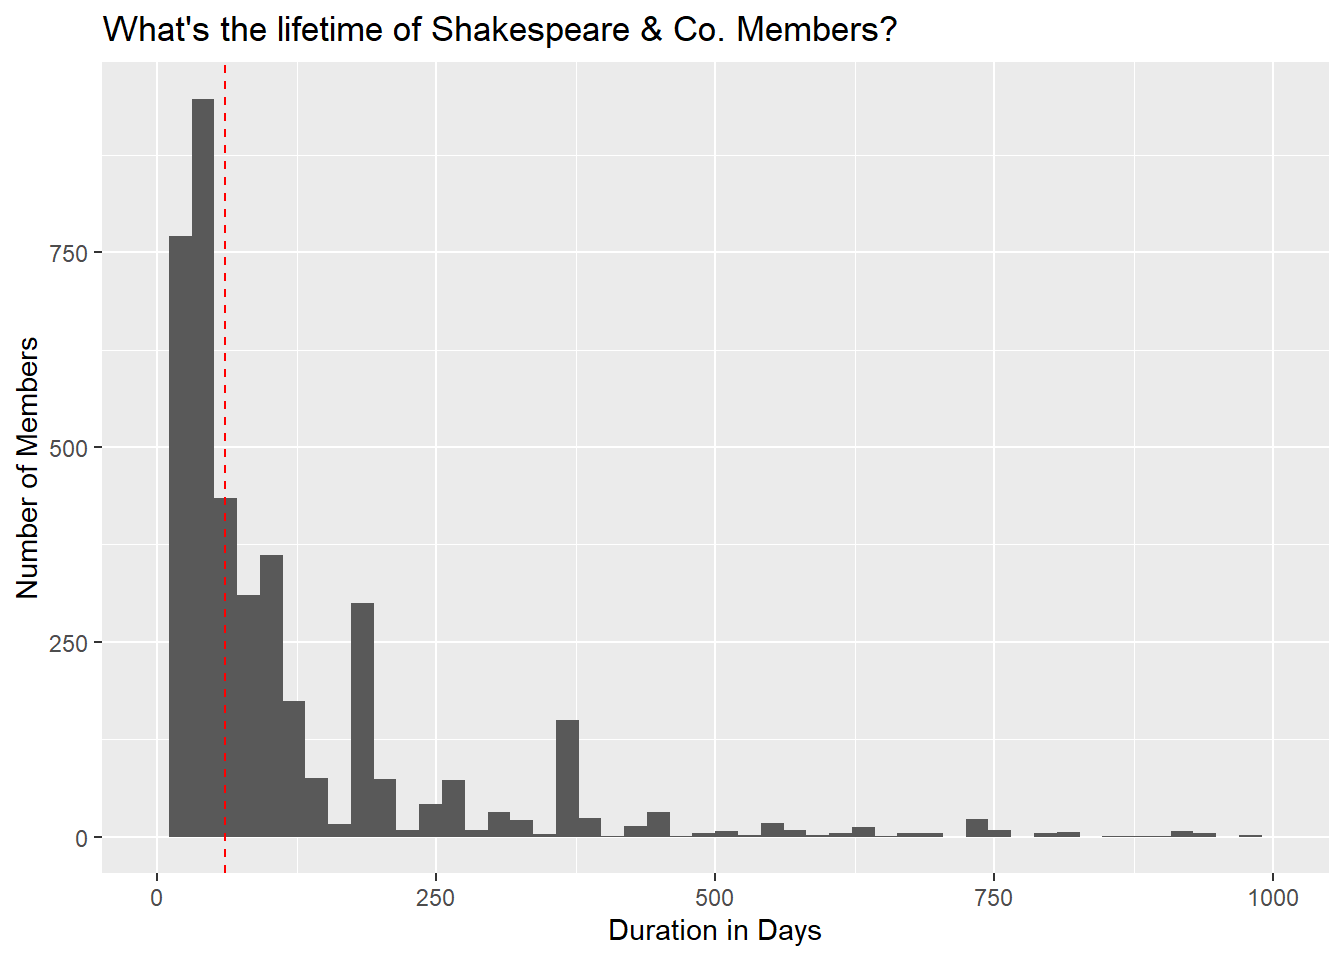 What's the lifetime of Shakespeare & Co. Members?
Number of Members
750
500
250
0
0 250 500 750 1000
Duration in Days